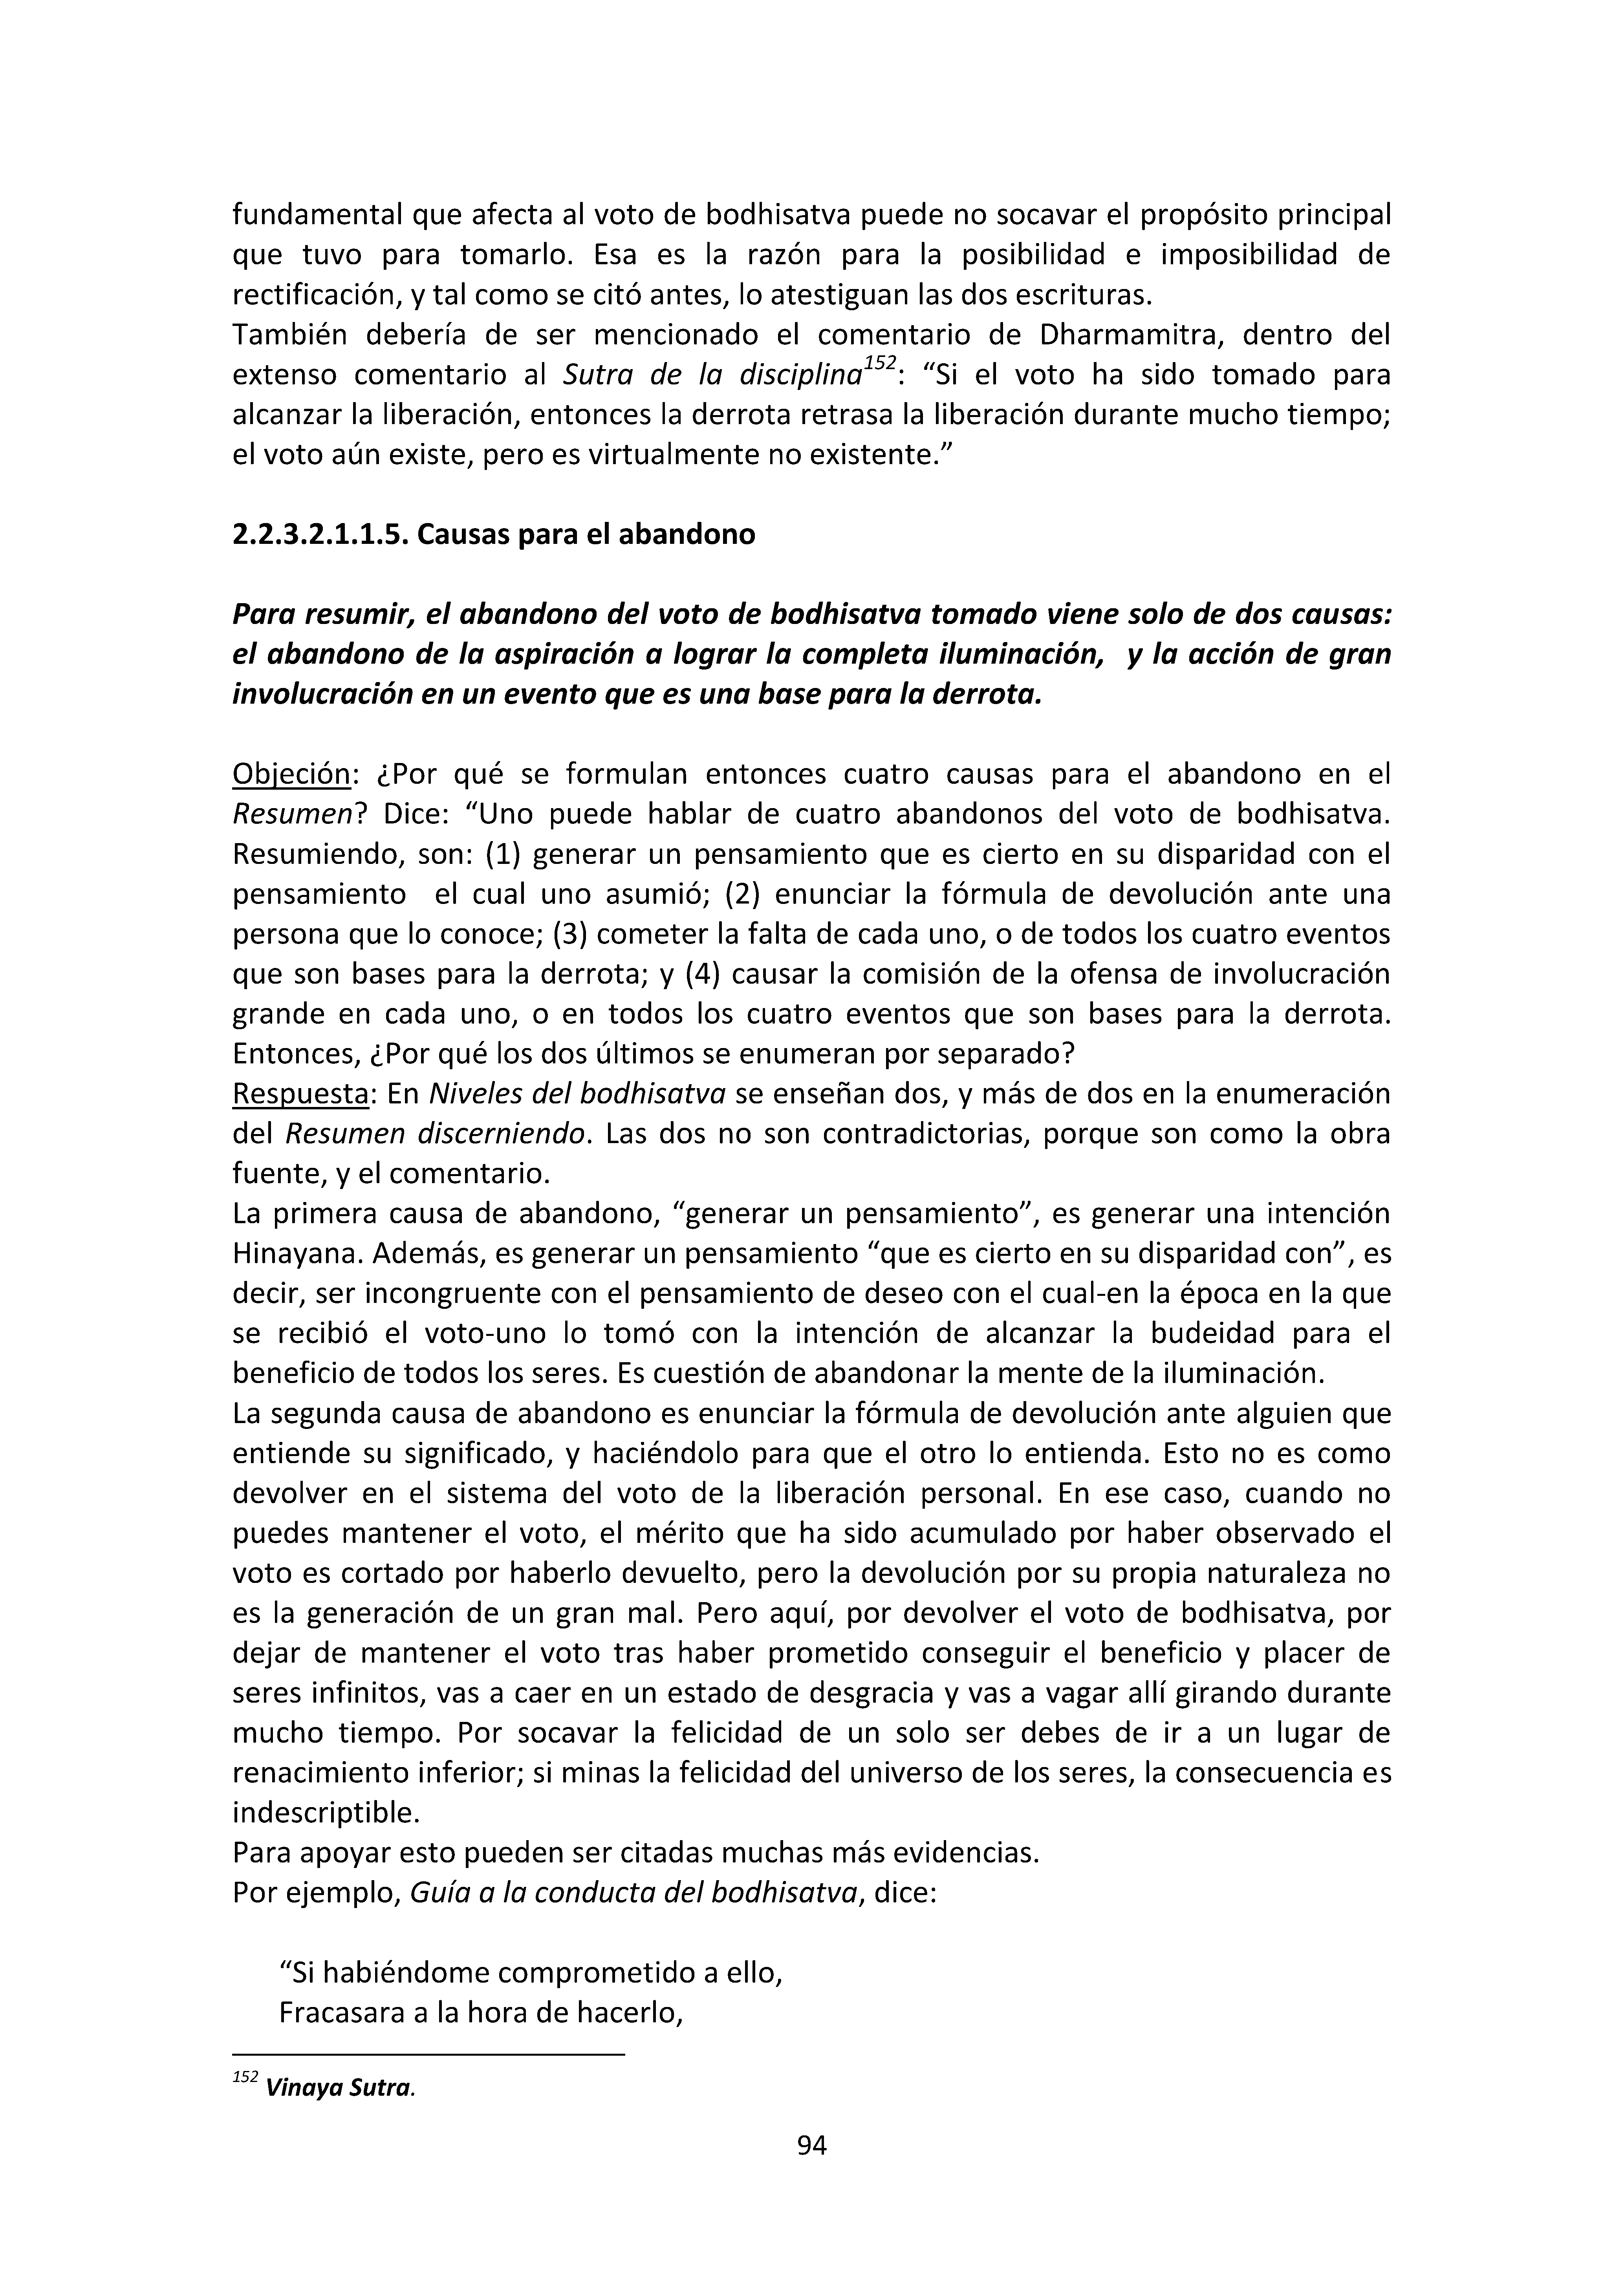 fundamental que afecta al voto de bodhisatva puede no socavar el propósito principal
que tuvo para tomarlo. Esa es la razón para la posibilidad e imposibilidad de
rectificación, y tal como se citó antes, lo atestiguan las dos escrituras.
También debería de ser mencionado el comentario de Dharmamitra, dentro del
extenso comentario al Sutra de la disciplina152: “Si el voto ha sido tomado para
alcanzar la liberación, entonces la derrota retrasa la liberación durante mucho tiempo;
el voto aún existe, pero es virtualmente no existente.”
2.2.3.2.1.1.5. Causas para el abandono
Para resumir, el abandono del voto de bodhisatva tomado viene solo de dos causas:
el abandono de la aspiración a lograr la completa iluminación, y la acción de gran
involucración en un evento que es una base para la derrota.
Objeción: ¿Por qué se formulan entonces cuatro causas para el abandono en el
Resumen? Dice: “Uno puede hablar de cuatro abandonos del voto de bodhisatva.
Resumiendo, son: (1) generar un pensamiento que es cierto en su disparidad con el
pensamiento el cual uno asumió; (2) enunciar la fórmula de devolución ante una
persona que lo conoce; (3) cometer la falta de cada uno, o de todos los cuatro eventos
que son bases para la derrota; y (4) causar la comisión de la ofensa de involucración
grande en cada uno, o en todos los cuatro eventos que son bases para la derrota.
Entonces, ¿Por qué los dos últimos se enumeran por separado?
Respuesta: En Niveles del bodhisatva se enseñan dos, y más de dos en la enumeración
del Resumen discerniendo. Las dos no son contradictorias, porque son como la obra
fuente, y el comentario.
La primera causa de abandono, “generar un pensamiento”, es generar una intención
Hinayana. Además, es generar un pensamiento “que es cierto en su disparidad con”, es
decir, ser incongruente con el pensamiento de deseo con el cual-en la época en la que
se recibió el voto-uno lo tomó con la intención de alcanzar la budeidad para el
beneficio de todos los seres. Es cuestión de abandonar la mente de la iluminación.
La segunda causa de abandono es enunciar la fórmula de devolución ante alguien que
entiende su significado, y haciéndolo para que el otro lo entienda. Esto no es como
devolver en el sistema del voto de la liberación personal. En ese caso, cuando no
puedes mantener el voto, el mérito que ha sido acumulado por haber observado el
voto es cortado por haberlo devuelto, pero la devolución por su propia naturaleza no
es la generación de un gran mal. Pero aquí, por devolver el voto de bodhisatva, por
dejar de mantener el voto tras haber prometido conseguir el beneficio y placer de
seres infinitos, vas a caer en un estado de desgracia y vas a vagar allí girando durante
mucho tiempo. Por socavar la felicidad de un solo ser debes de ir a un lugar de
renacimiento inferior; si minas la felicidad del universo de los seres, la consecuencia es
indescriptible.
Para apoyar esto pueden ser citadas muchas más evidencias.
Por ejemplo, Guía a la conducta del bodhisatva, dice:
“Si habiéndome comprometido a ello,
Fracasara a la hora de hacerlo,
152 Vinaya Sutra.
94